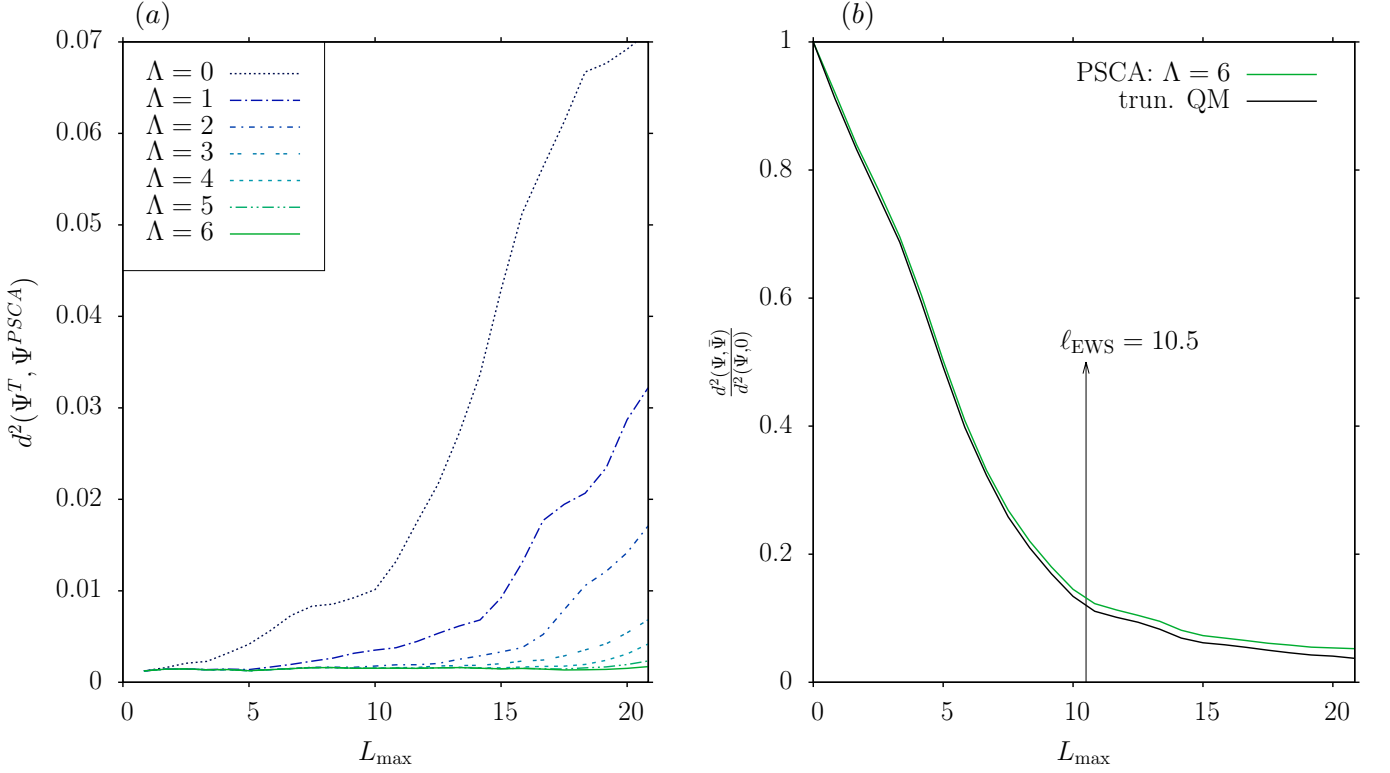 (a)
0.07
0.06
0.05
0.04
0.03
0.02
0.01
0
d²(Ψ^T, Ψ^{PSCA})
Λ = 0
Λ = 1
Λ = 2
Λ = 3
Λ = 4
Λ = 5
Λ = 6
0 5 10 15 20
L_max
(b)
1
0.8
0.6
0.4
0.2
0
d²(Ψ,Ψ̄)
d²(Ψ,0)
PSCA: Λ = 6
trun. QM
ℓ_EWS = 10.5
0 5 10 15 20
L_max